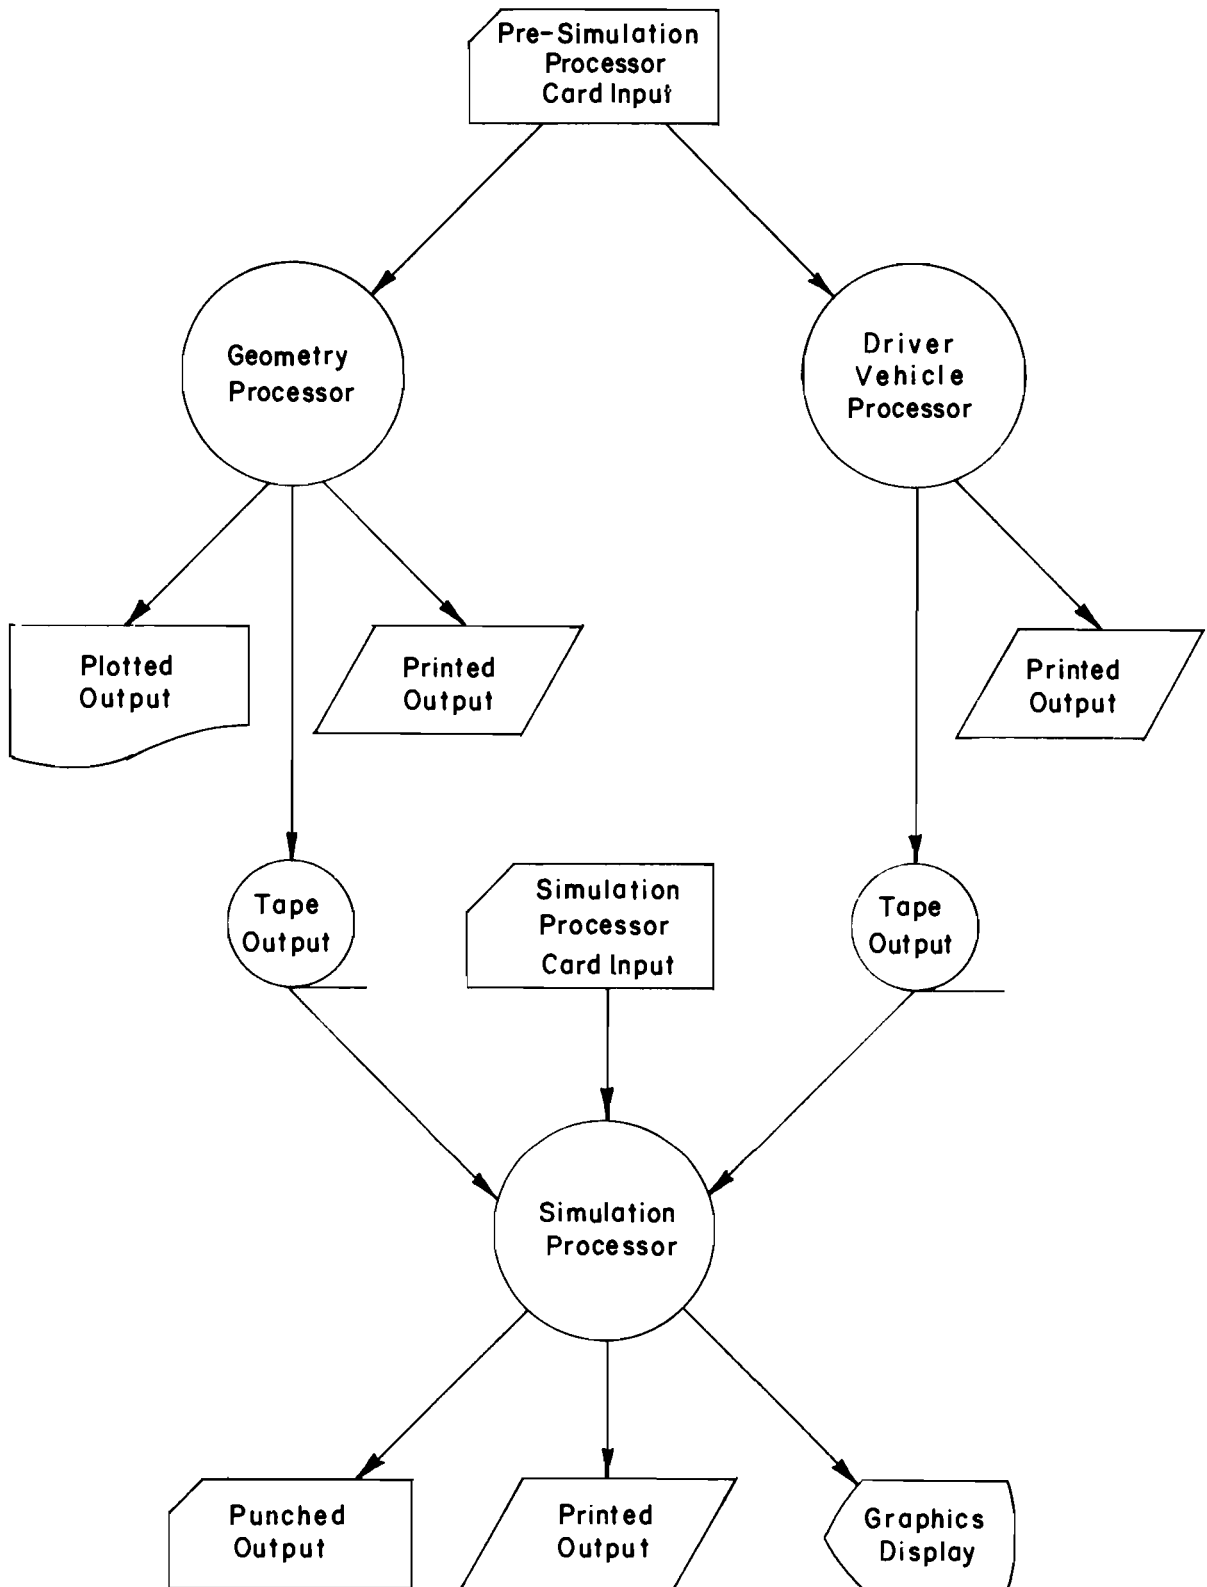 Pre-Simulation
Processor
Card Input
Geometry
Processor
Driver
Vehicle
Processor
Plotted
Output
Printed
Output
Printed
Output
Tape
Output
Simulation
Processor
Card Input
Tape
Output
Simulation
Processor
Punched
Output
Printed
Output
Graphics
Display